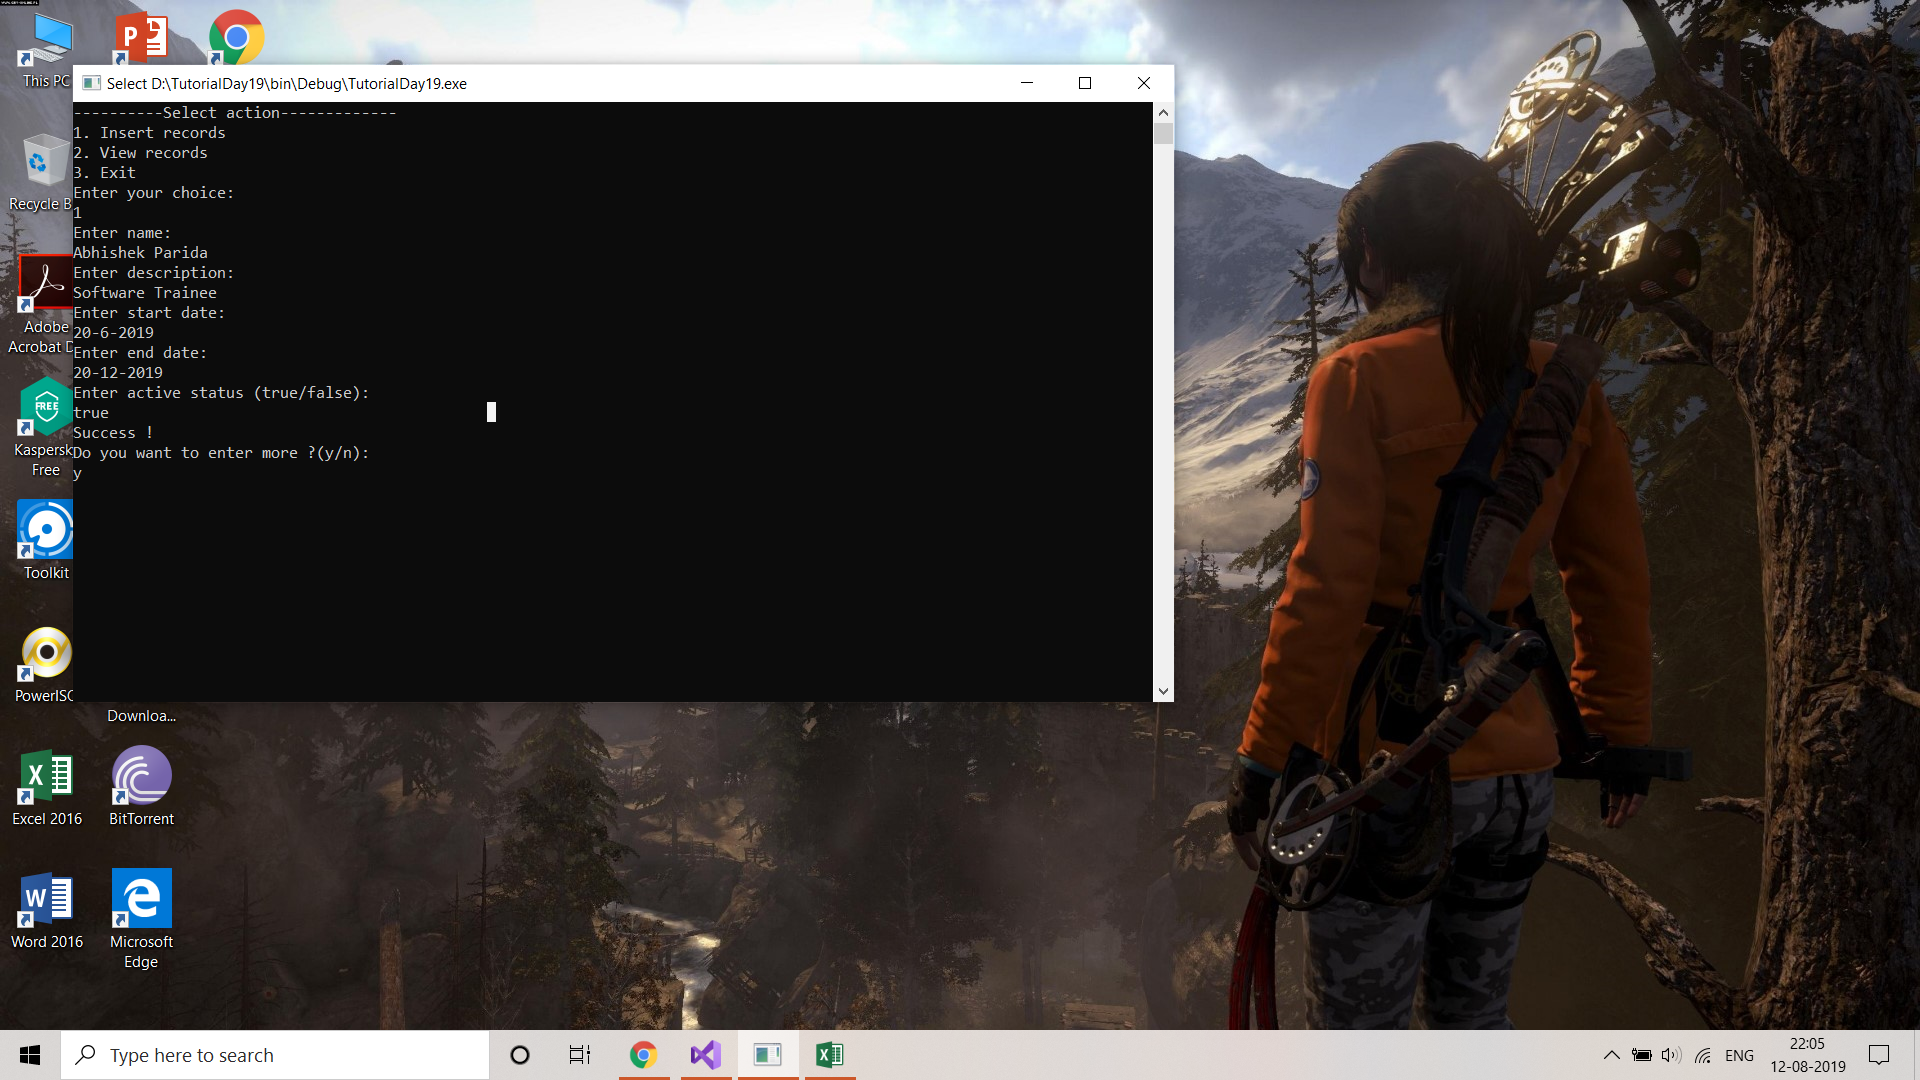 This PC
Recycle B
Adobe
Acrobat D
Kaspersk
Free
Toolkit
PowerISO
Downloa...
Excel 2016
BitTorrent
Word 2016
Microsoft
Edge
Select D:\TutorialDay19\bin\Debug\TutorialDay19.exe
----------Select action-------------
1. Insert records
2. View records
3. Exit
Enter your choice:
1
Enter name:
Abhishek Parida
Enter description:
Software Trainee
Enter start date:
20-6-2019
Enter end date:
20-12-2019
Enter active status (true/false):
true
Success !
Do you want to enter more ?(y/n):
y
FREE
Type here to search
ENG
22:05
12-08-2019